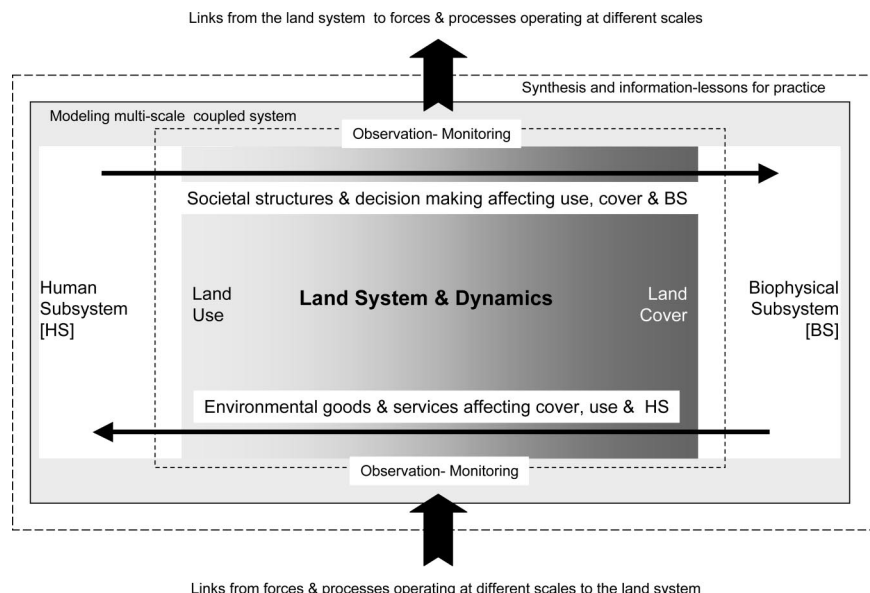 Links from the land system to forces & processes operating at different scales
Synthesis and information-lessons for practice
Modeling multi-scale coupled system
Observation- Monitoring
Societal structures & decision making affecting use, cover & BS
Human
Subsystem
[HS]
Land
Use
Land System & Dynamics
Land
Cover
Biophysical
Subsystem
[BS]
Environmental goods & services affecting cover, use & HS
Observation- Monitoring
Links from forces & processes operating at different scales to the land system